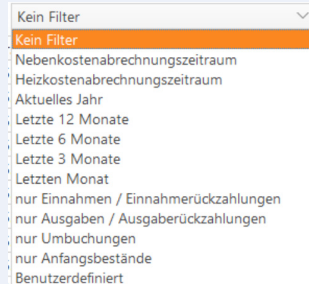 Kein Filter
Kein Filter
Nebenkostenabrechnungszeitraum
Heizkostenabrechnungszeitraum
Aktuelles Jahr
Letzte 12 Monate
Letzte 6 Monate
Letzte 3 Monate
Letzten Monat
nur Einnahmen / Einnahmerückzahlungen
nur Ausgaben / Ausgaberückzahlungen
nur Umbuchungen
nur Anfangsbestände
Benutzerdefiniert